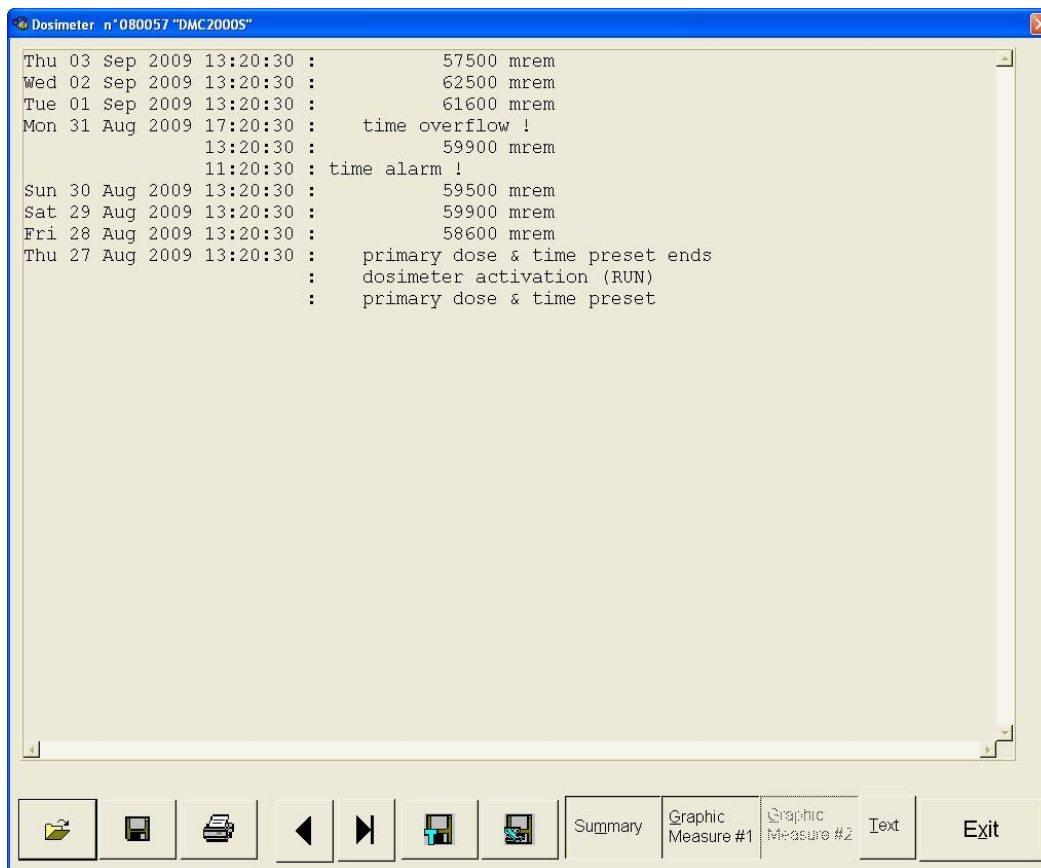 Dosimeter n°080057 "DMC2000S"
Thu 03 Sep 2009 13:20:30 : 57500 mrem
Wed 02 Sep 2009 13:20:30 : 62500 mrem
Tue 01 Sep 2009 13:20:30 : 61600 mrem
Mon 31 Aug 2009 17:20:30 : time overflow !
13:20:30 : 59900 mrem
11:20:30 : time alarm !
Sun 30 Aug 2009 13:20:30 : 59500 mrem
Sat 29 Aug 2009 13:20:30 : 59900 mrem
Fri 28 Aug 2009 13:20:30 : 58600 mrem
Thu 27 Aug 2009 13:20:30 : primary dose & time preset ends
: dosimeter activation (RUN)
: primary dose & time preset
Summary
Graphic
Measure #1
Graphic
Measure #2
Text
Exit